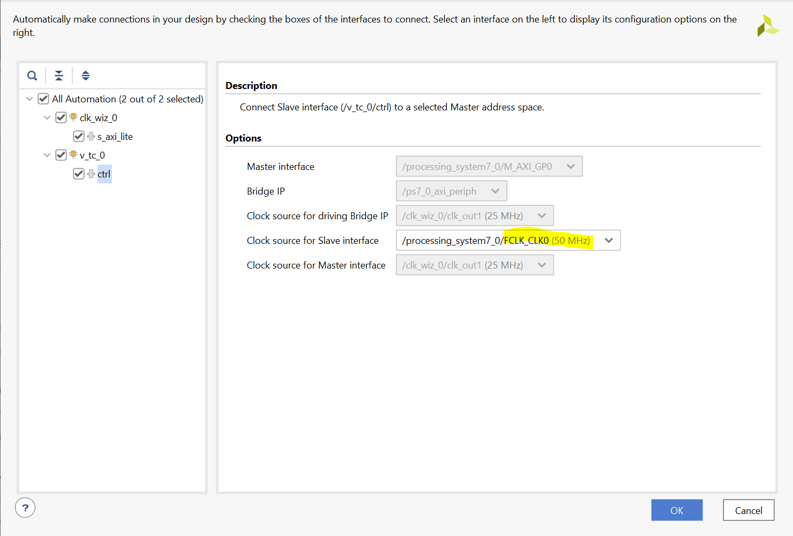 Automatically make connections in your design by checking the boxes of the interfaces to connect. Select an interface on the left to display its configuration options on the
right.
All Automation (2 out of 2 selected)
clk_wiz_0
s_axi_lite
v_tc_0
ctrl
Description
Connect Slave interface (/v_tc_0/ctrl) to a selected Master address space.
Options
Master interface /processing_system7_0/M_AXI_GP0
Bridge IP /ps7_0_axi_periph
Clock source for driving Bridge IP /clk_wiz_0/clk_out1 (25 MHz)
Clock source for Slave interface /processing_system7_0/FCLK_CLK0 (50 MHz)
Clock source for Master interface /clk_wiz_0/clk_out1 (25 MHz)
?
OK
Cancel